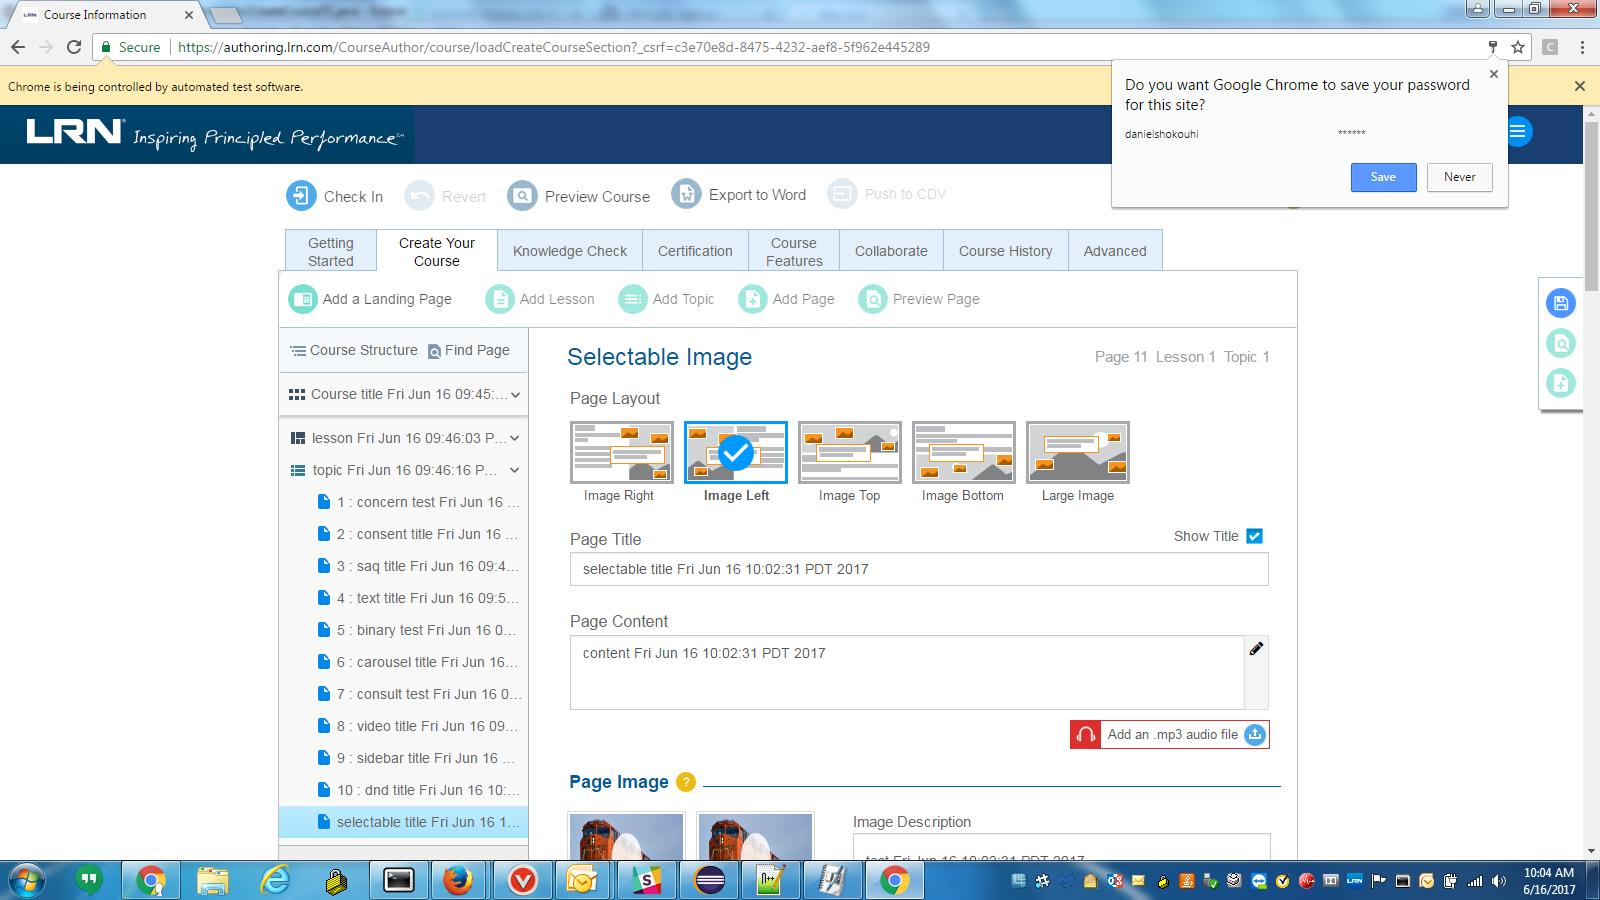 LRN Course Information
Secure https://authoring.lrn.com/CourseAuthor/course/loadCreateCourseSection?_csrf=c3e70e8d-8475-4232-aef8-5f962e445289
C
Chrome is being controlled by automated test software.
Do you want Google Chrome to save your password
for this site?
danielshokouhi ******
Save Never
LRN Inspiring Principled Performance
Check In Revert Preview Course Export to Word Push to CDV
Getting
Started
Create Your
Course
Knowledge Check
Certification
Course
Features
Collaborate
Course History
Advanced
Add a Landing Page Add Lesson Add Topic Add Page Preview Page
Course Structure Find Page
Course title Fri Jun 16 09:45:...
lesson Fri Jun 16 09:46:03 P...
topic Fri Jun 16 09:46:16 P...
1 : concern test Fri Jun 16 ...
2 : consent title Fri Jun 16 ...
3 : saq title Fri Jun 16 09:4...
4 : text title Fri Jun 16 09:5...
5 : binary test Fri Jun 16 0...
6 : carousel title Fri Jun 16...
7 : consult test Fri Jun 16 0...
8 : video title Fri Jun 16 09...
9 : sidebar title Fri Jun 16 ...
10 : dnd title Fri Jun 16 10:...
selectable title Fri Jun 16 1...
Selectable Image
Page 11 Lesson 1 Topic 1
Page Layout
Image Right Image Left Image Top Image Bottom Large Image
Page Title
Show Title
selectable title Fri Jun 16 10:02:31 PDT 2017
Page Content
content Fri Jun 16 10:02:31 PDT 2017
Add an .mp3 audio file
Page Image ?
Image Description
test Fri Jun 16 10:02:31 PDT 2017
10:04 AM
6/16/2017